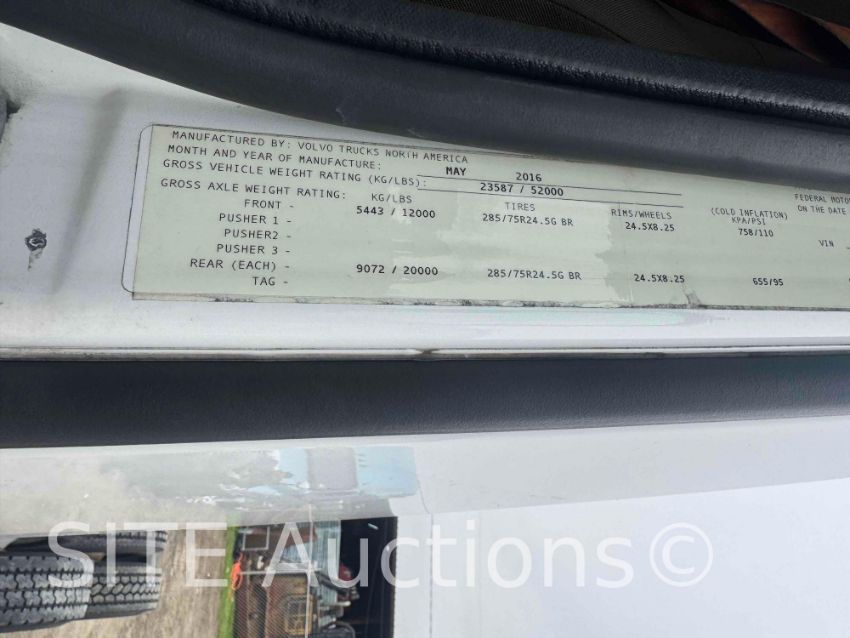 MANUFACTURED BY: VOLVO TRUCKS NORTH AMERICA
MONTH AND YEAR OF MANUFACTURE: MAY 2016
GROSS VEHICLE WEIGHT RATING (KG/LBS): 23587 / 52000
GROSS AXLE WEIGHT RATING: KG/LBS TIRES RIMS/WHEELS (COLD INFLATION) KPA/PSI
FRONT - 5443 / 12000 285/75R24.5G BR 24.5X8.25 758/110
PUSHER 1 -
PUSHER2 -
PUSHER 3 -
REAR (EACH) - 9072 / 20000 285/75R24.5G BR 24.5X8.25 655/95
TAG -
FEDERAL MOTO
ON THE DATE
VIN -
SITE Auctions©